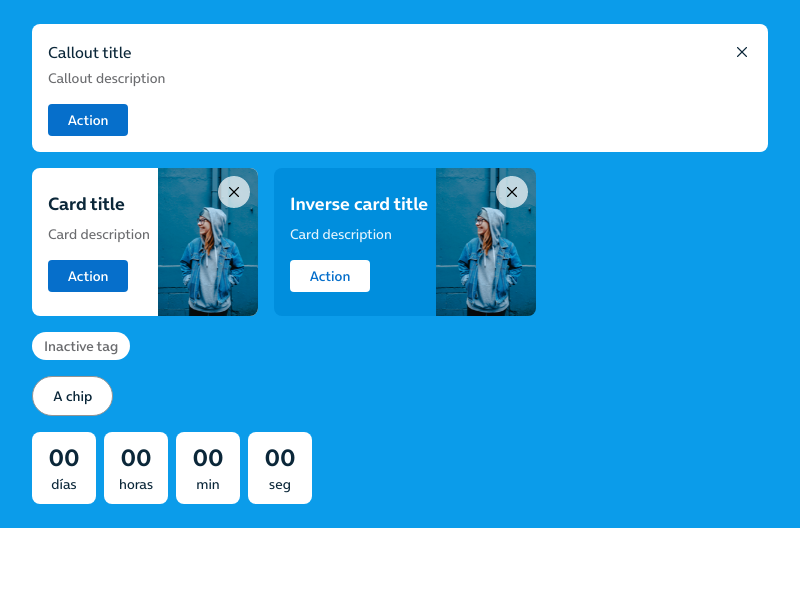 Callout title
Callout description
Action
Card title
Card description
Action
Inverse card title
Card description
Action
Inactive tag
A chip
00 00 00 00
días horas min seg